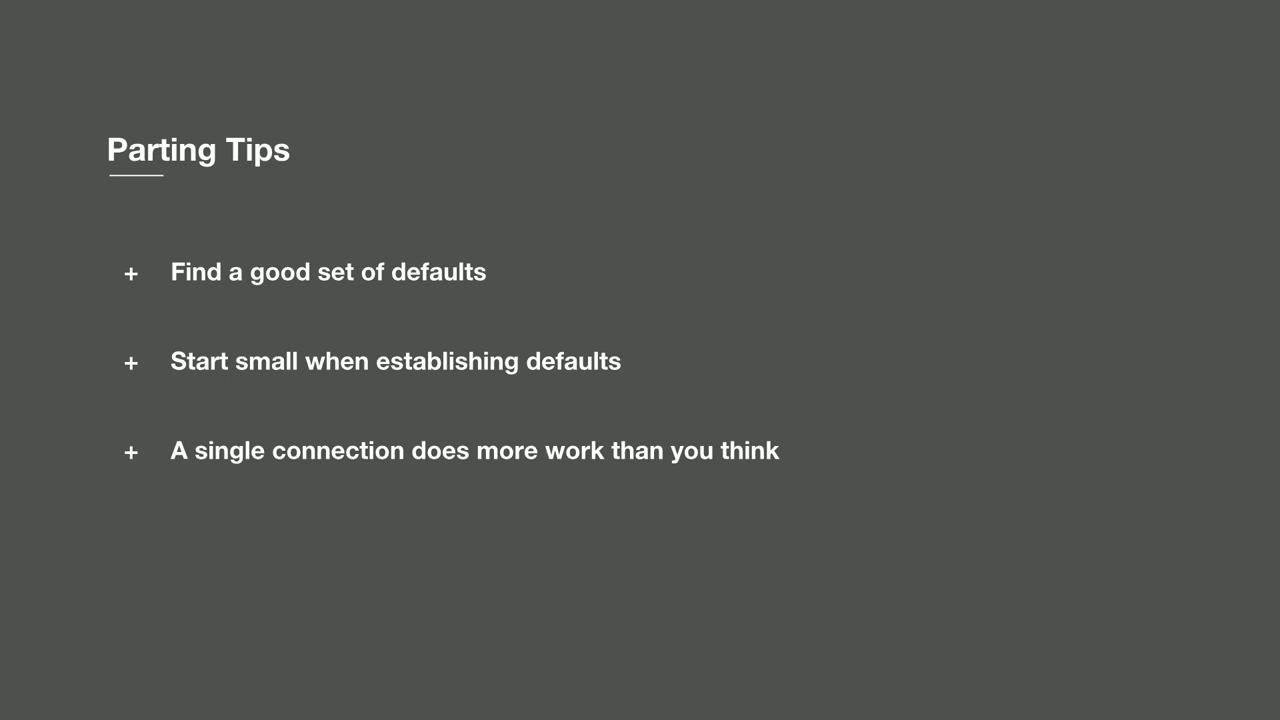 Parting Tips
+ Find a good set of defaults
+ Start small when establishing defaults
+ A single connection does more work than you think